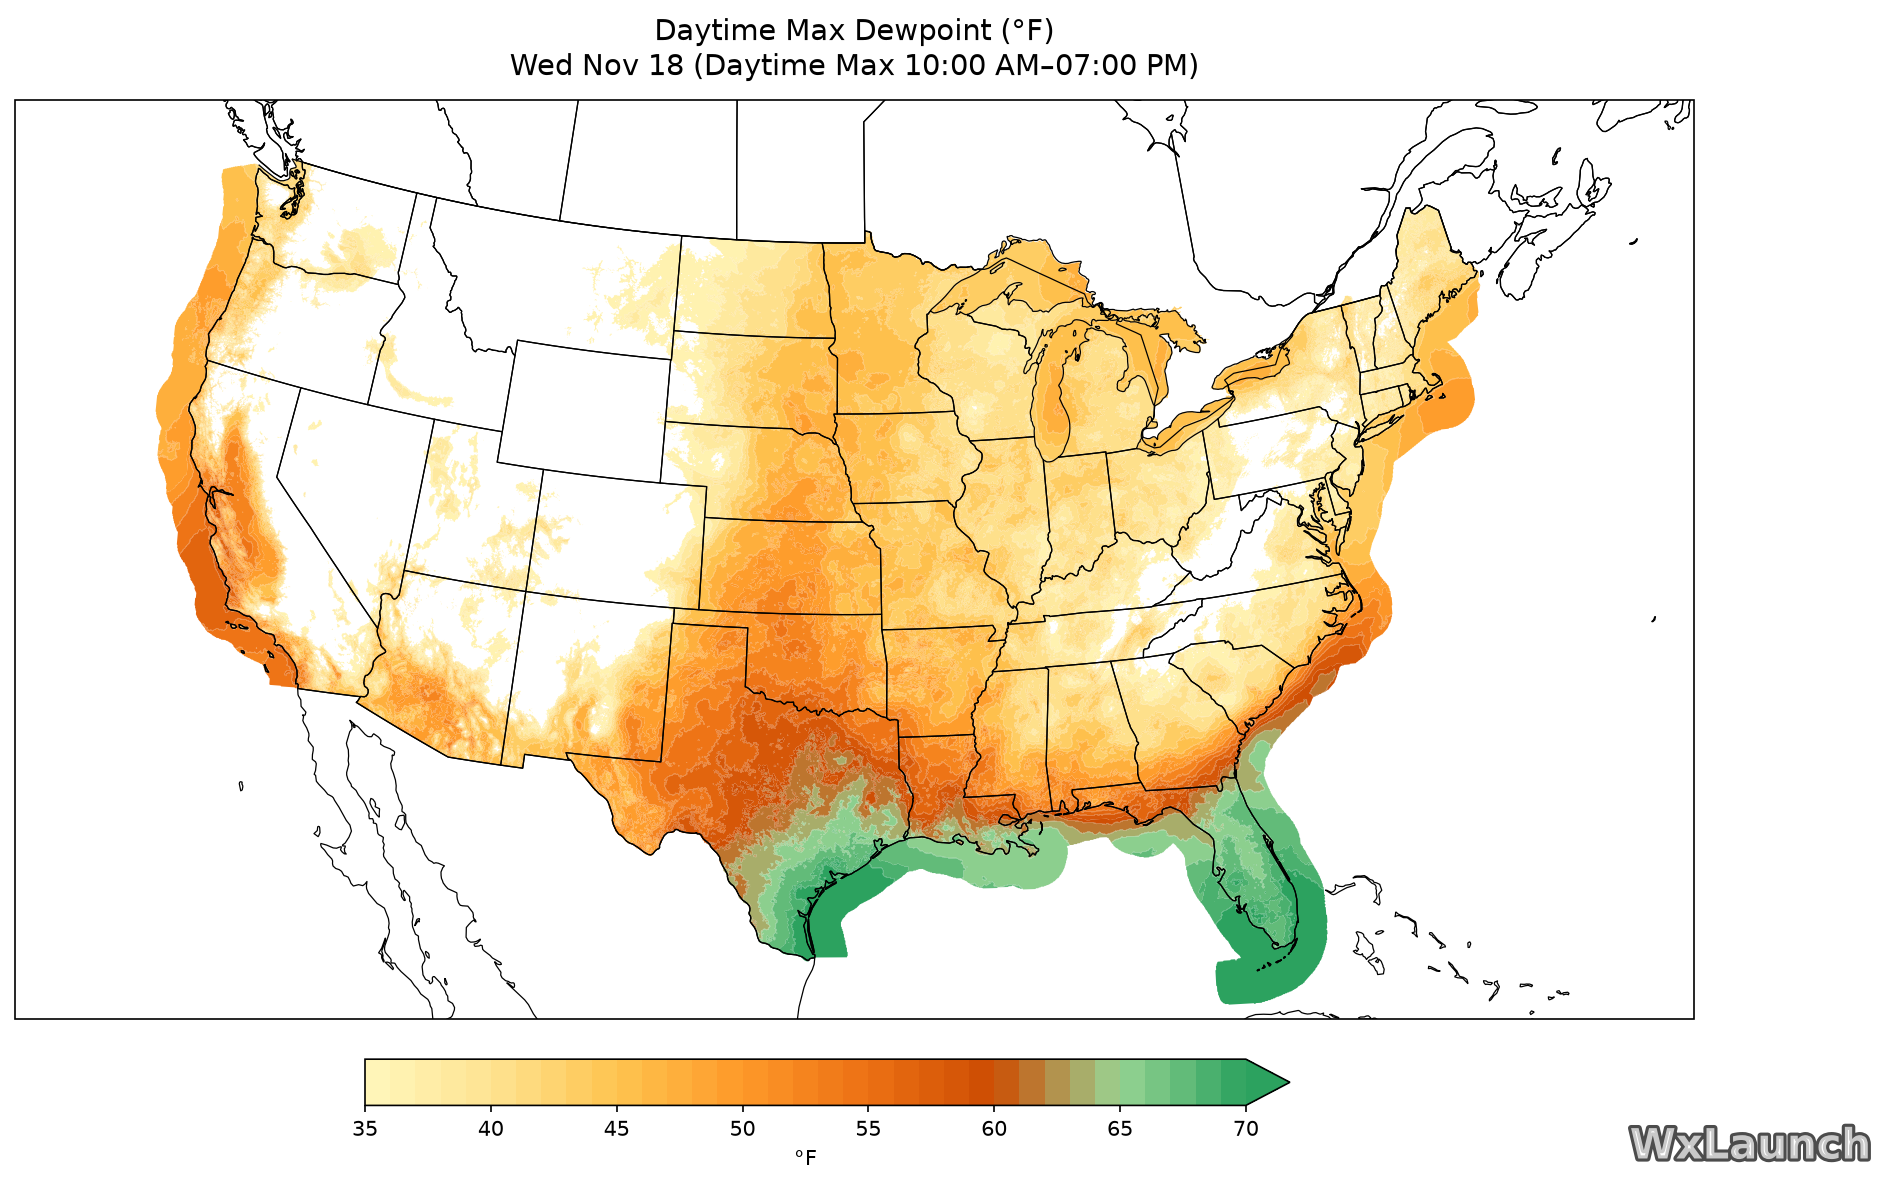 Daytime Max Dewpoint (°F)
Wed Nov 18 (Daytime Max 10:00 AM–07:00 PM)
35 40 45 50 55 60 65 70
°F
WxLaunch